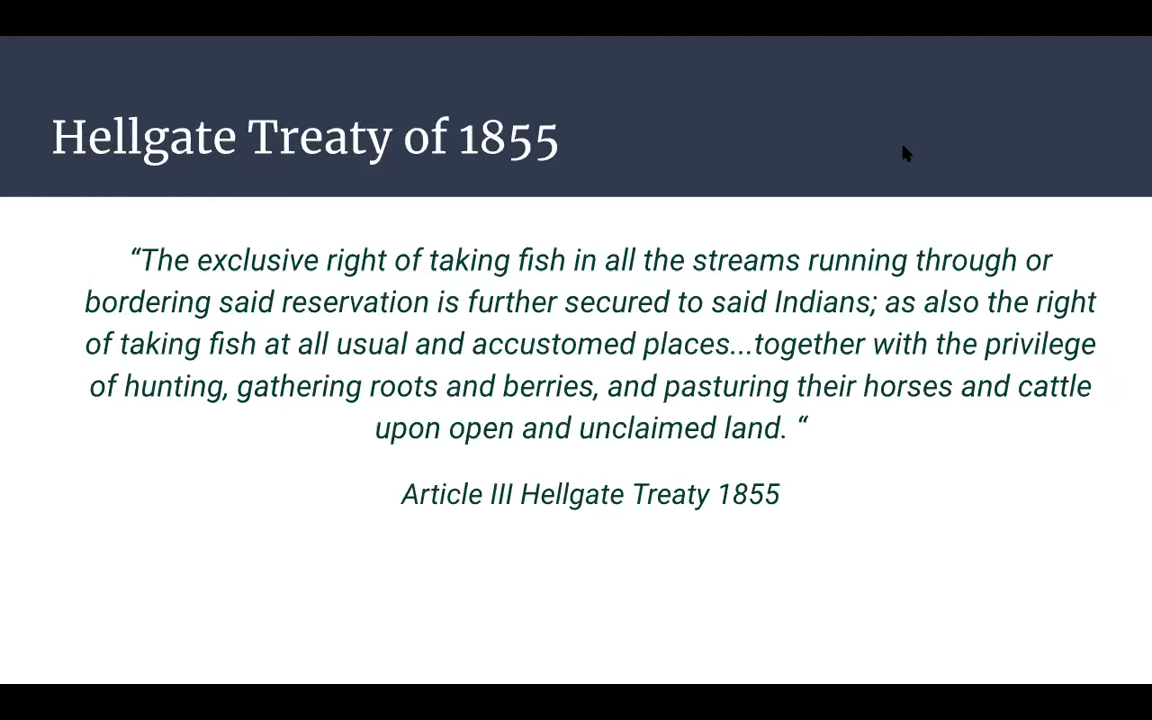 Hellgate Treaty of 1855
“The exclusive right of taking fish in all the streams running through or
bordering said reservation is further secured to said Indians; as also the right
of taking fish at all usual and accustomed places...together with the privilege
of hunting, gathering roots and berries, and pasturing their horses and cattle
upon open and unclaimed land. “
Article III Hellgate Treaty 1855